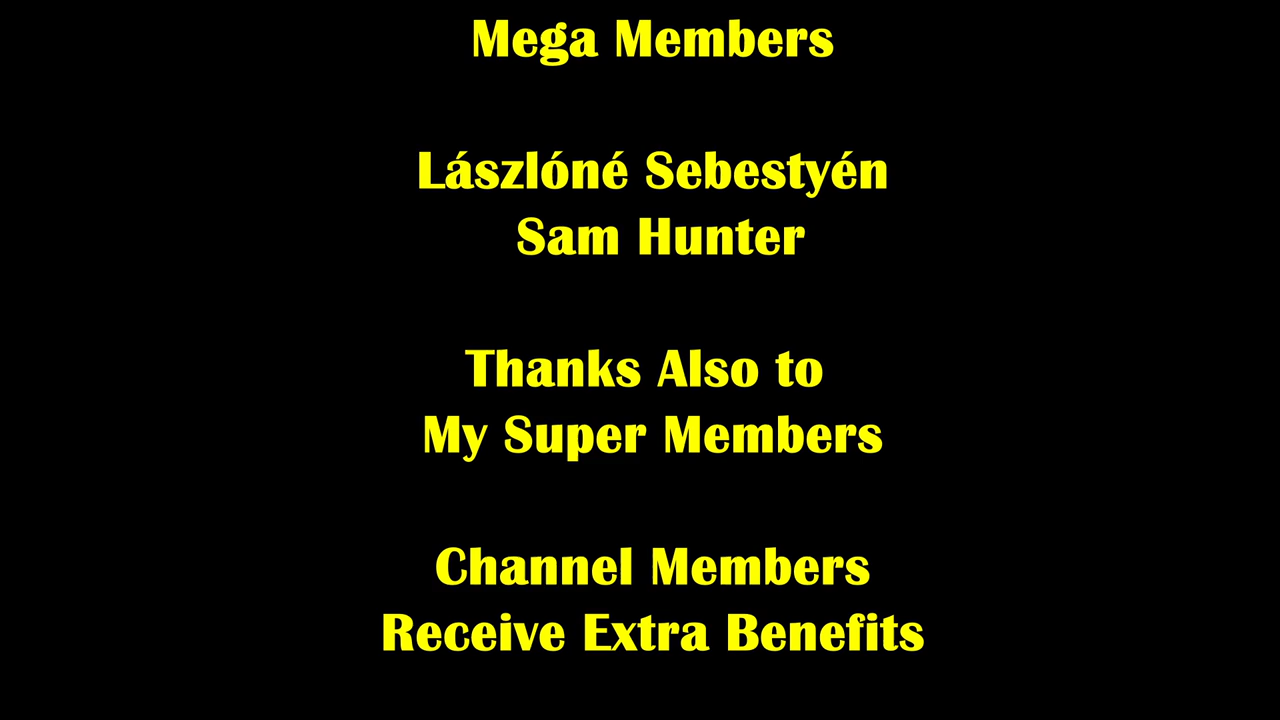 Mega Members
Lászlóné Sebestyén
Sam Hunter
Thanks Also to
My Super Members
Channel Members
Receive Extra Benefits